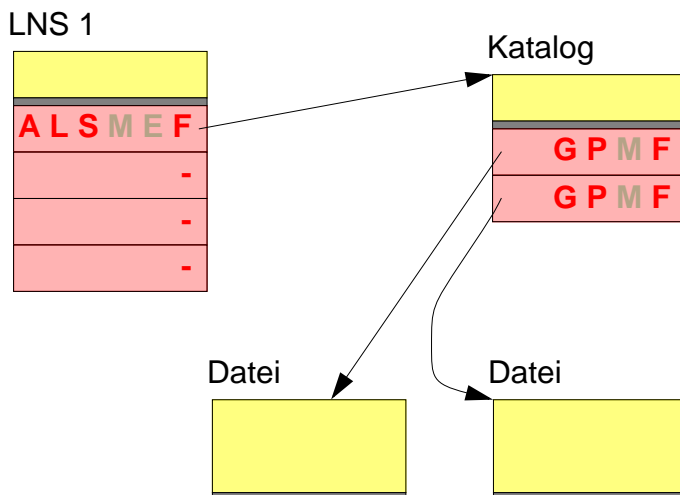 LNS 1
Katalog
A L S M E F
-
-
-
G P M F
G P M F
Datei
Datei